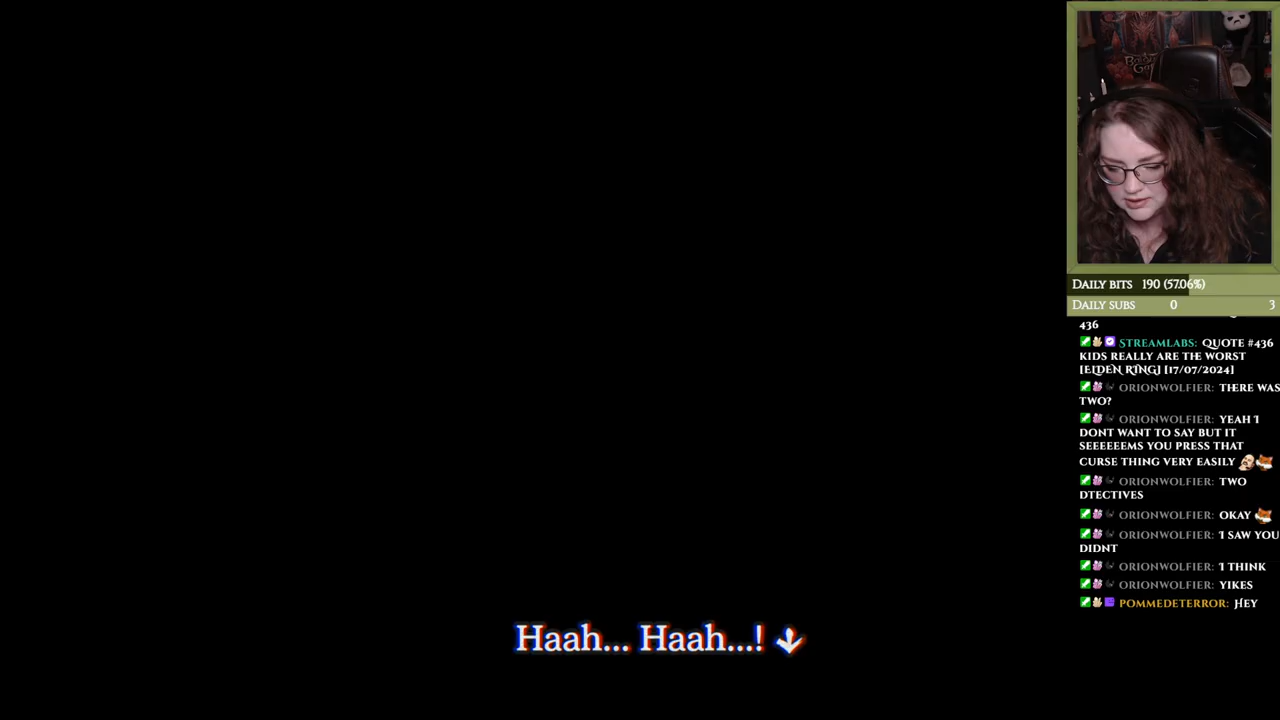 Daily bits 190 (57.06%)
Daily subs 0 3
436
Streamlabs: Quote #436
kids really are the worst
[Elden Ring] [17/07/2024]
orionwolfier: There was
two?
orionwolfier: yeah i
dont want to say but it
seeeeeems you press that
curse thing very easily
orionwolfier: two
dtectives
orionwolfier: okay
orionwolfier: i saw you
didnt
orionwolfier: i think
orionwolfier: yikes
pommedeterror: Hey
Haah... Haah...!